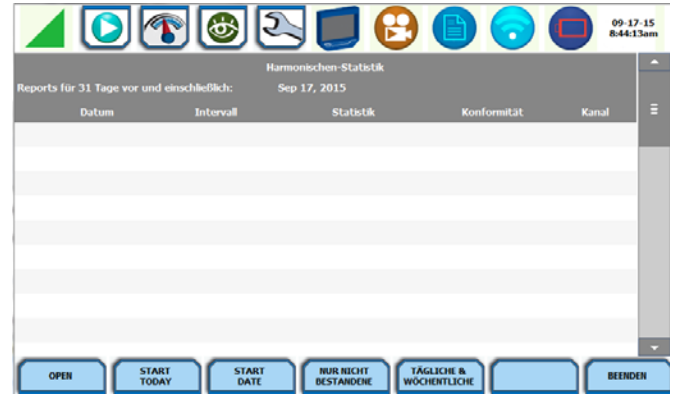 09-17-15
8:44:13am
Harmonischen-Statistik
Reports für 31 Tage vor und einschließlich: Sep 17, 2015
Datum Intervall Statistik Konformität Kanal
OPEN
START
TODAY
START
DATE
NUR NICHT
BESTANDENE
TÄGLICHE &
WÖCHENTLICHE
BEENDEN